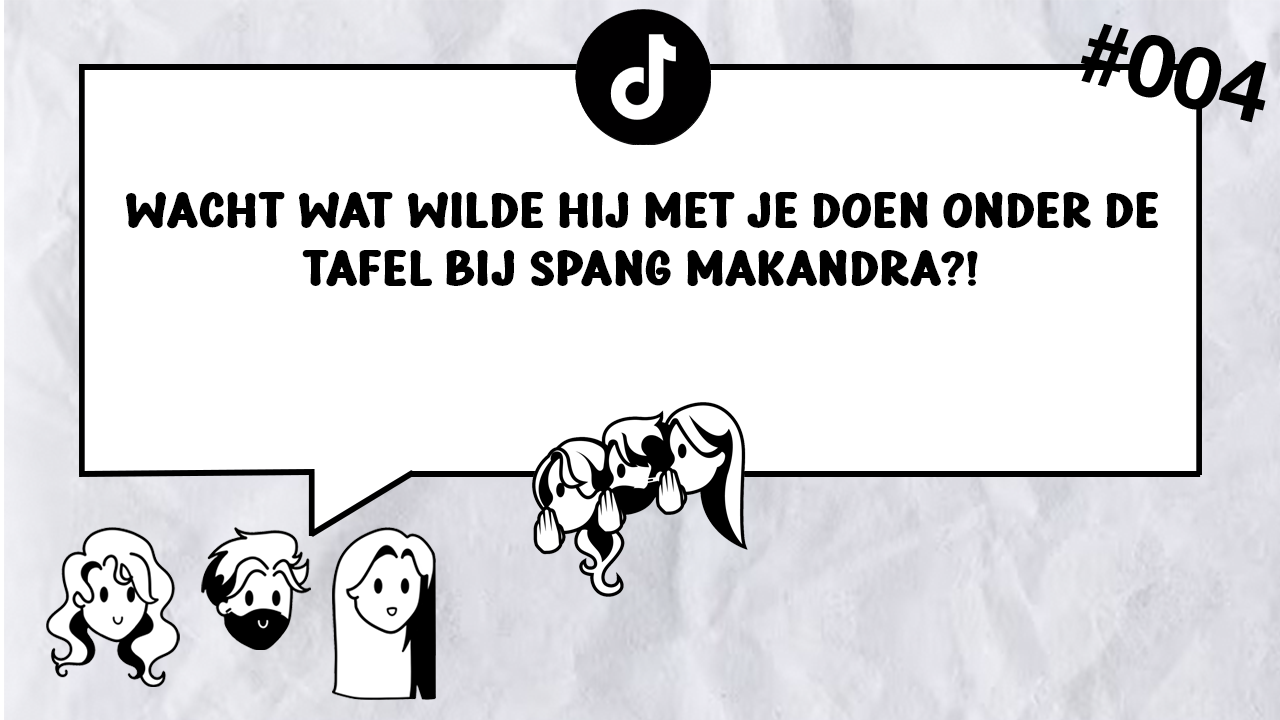 #004
WACHT WAT WILDE HIJ MET JE DOEN ONDER DE
TAFEL BIJ SPANG MAKANDRA?!